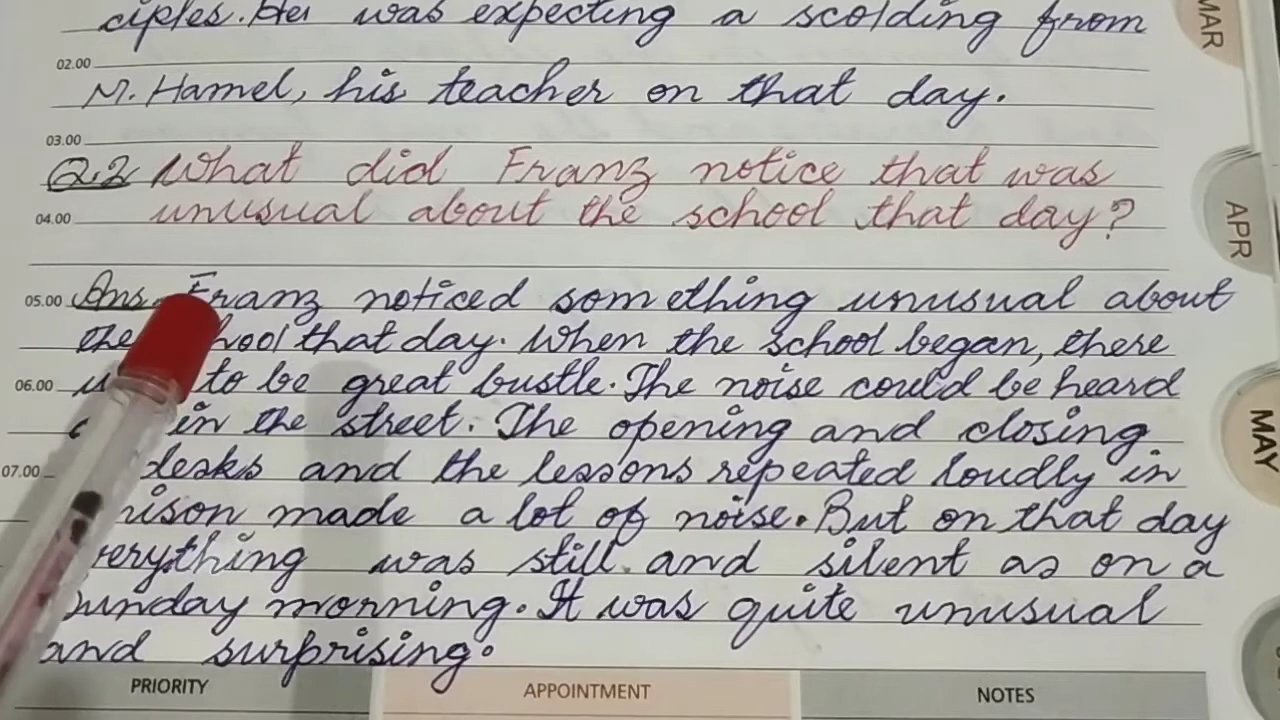 ciples. He was expecting a scolding from
02.00
M. Hamel, his teacher on that day.
03.00
Q.2 What did Franz notice that was
04.00 unusual about the school that day?
05.00 Ans. Franz noticed something unusual about
the school that day. When the school began, there
06.00 to be great bustle. The noise could be heard
in the street. The opening and closing
07.00 desks and the lessons repeated loudly in
nison made a lot of noise. But on that day
verything was still and silent as on a
Sunday morning. It was quite unusual
and surprising.
PRIORITY APPOINTMENT NOTES
MAR
APR
MAY